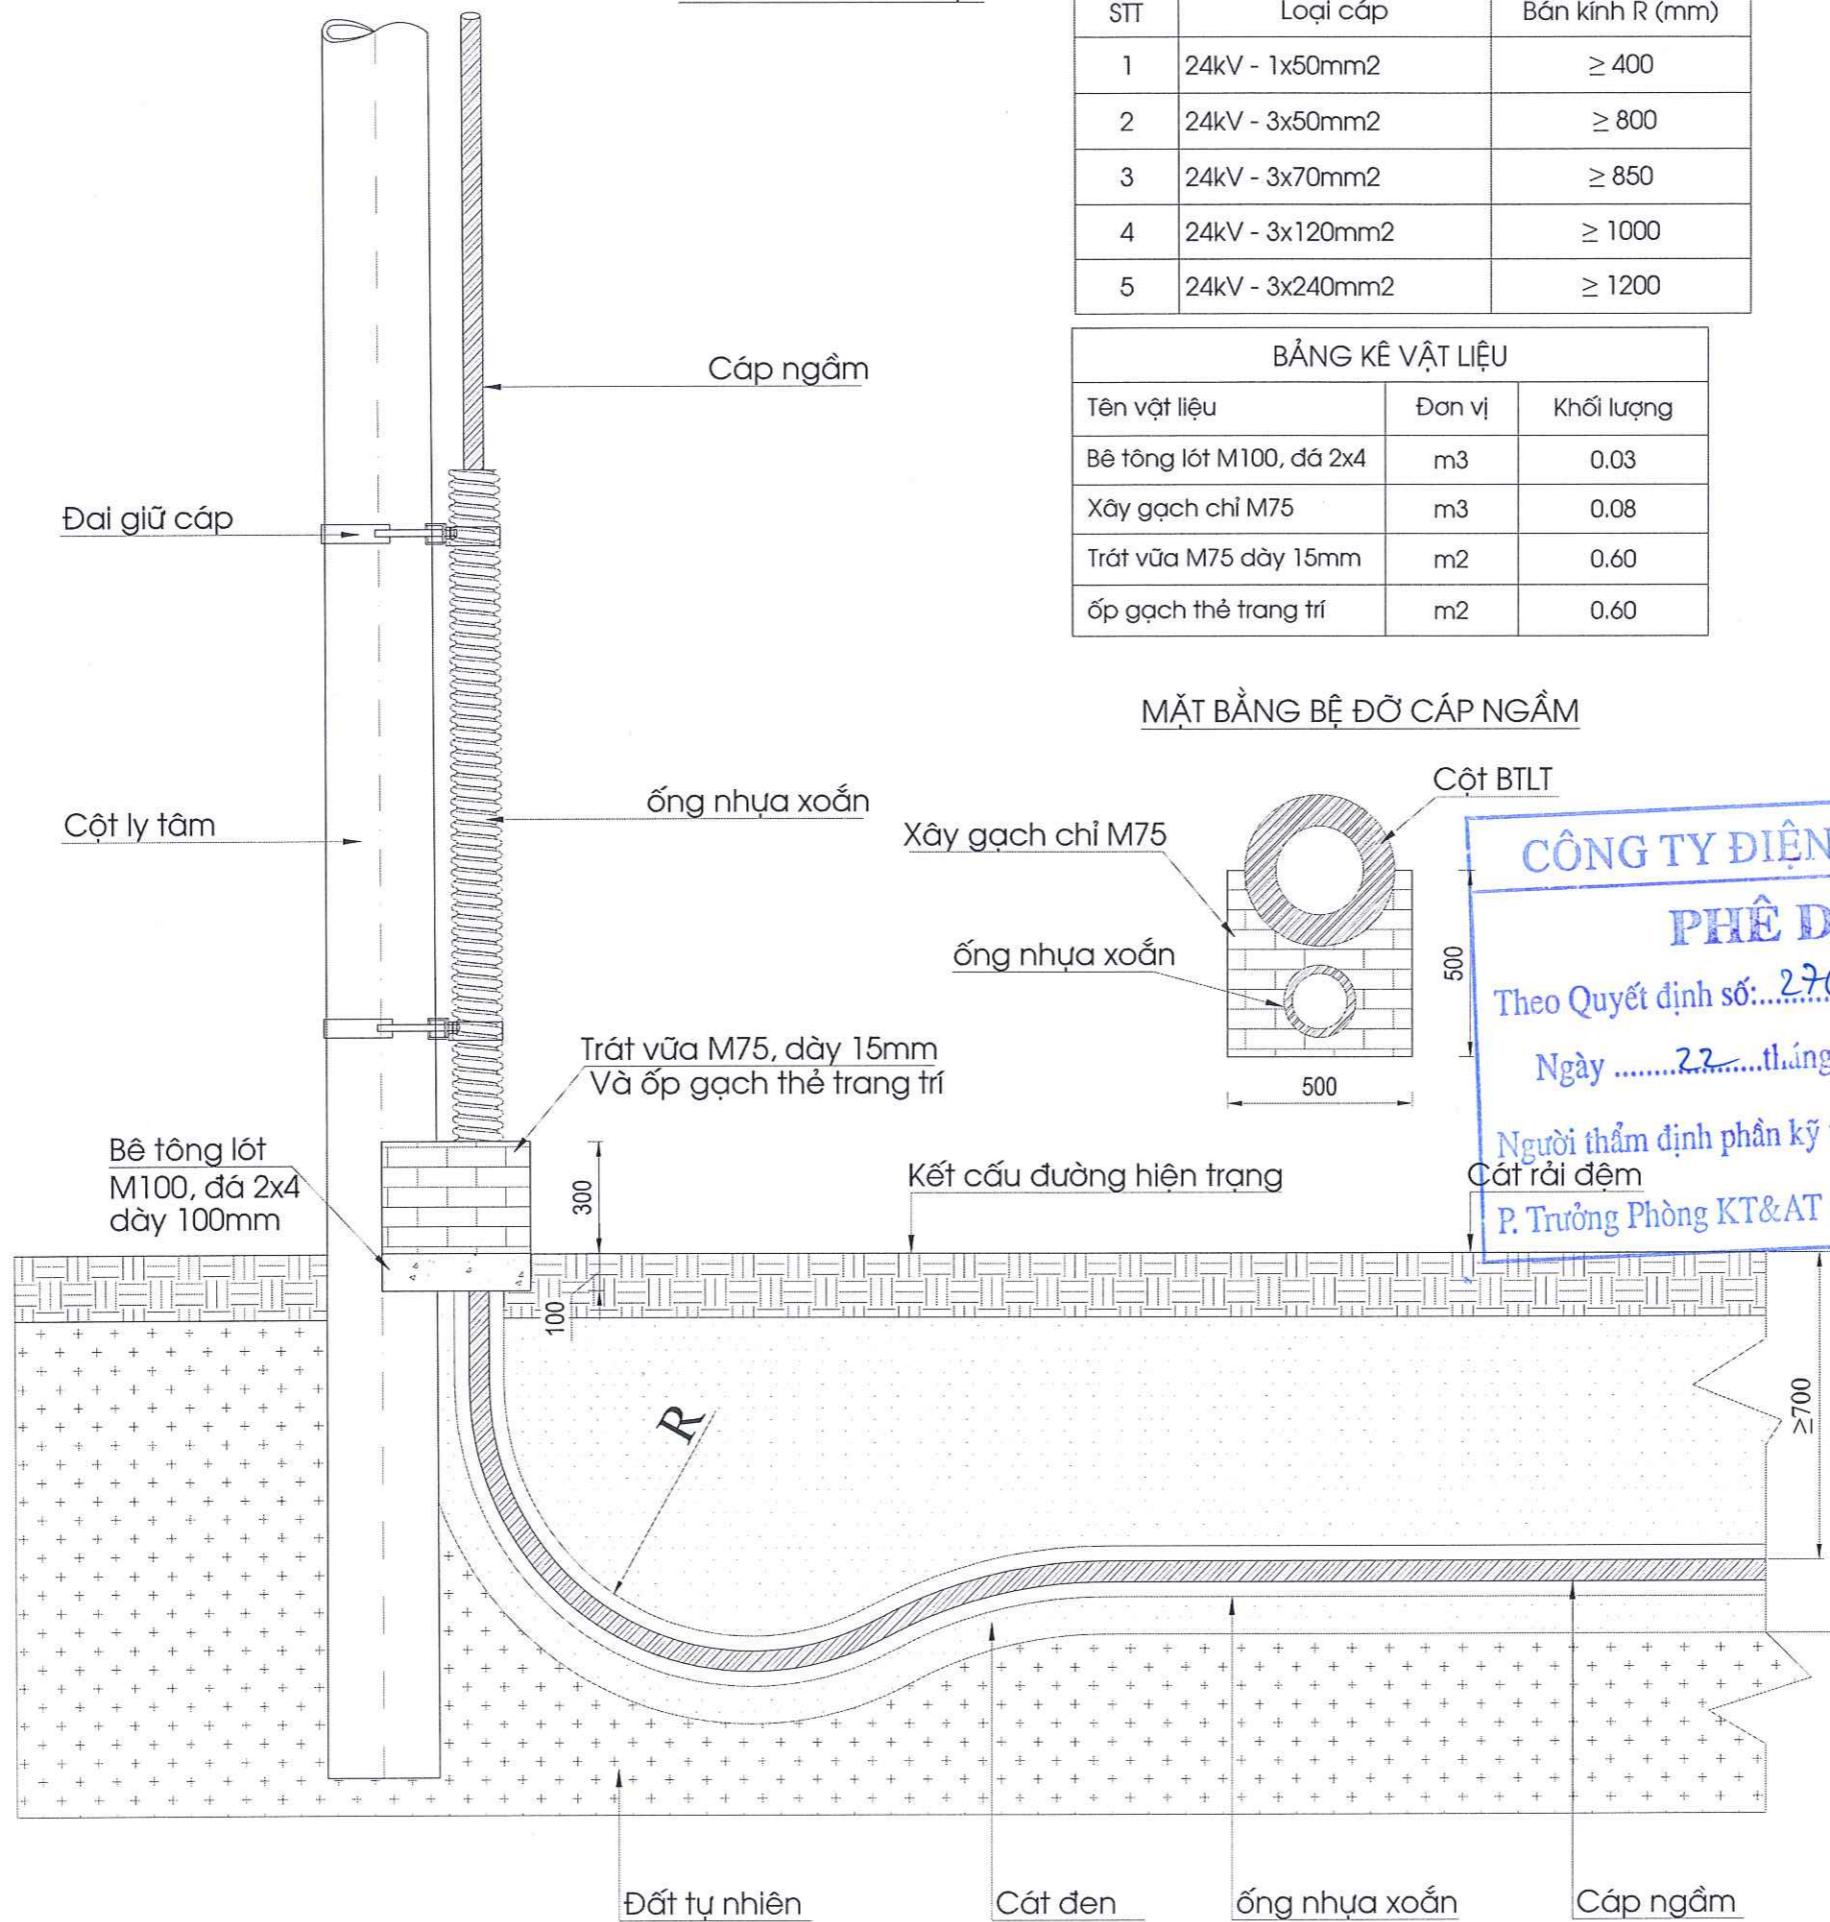 STT Loại cáp Bán kính R (mm)
1 24kV - 1x50mm2 ≥ 400
2 24kV - 3x50mm2 ≥ 800
3 24kV - 3x70mm2 ≥ 850
4 24kV - 3x120mm2 ≥ 1000
5 24kV - 3x240mm2 ≥ 1200
BẢNG KÊ VẬT LIỆU
Tên vật liệu Đơn vị Khối lượng
Bê tông lót M100, đá 2x4 m3 0.03
Xây gạch chỉ M75 m3 0.08
Trát vữa M75 dày 15mm m2 0.60
ốp gạch thẻ trang trí m2 0.60
Cáp ngầm
Đai giữ cáp
ống nhựa xoắn
Cột ly tâm
MẶT BẰNG BỆ ĐỠ CÁP NGẦM
Cột BTLT
Xây gạch chỉ M75
ống nhựa xoắn
500
500
CÔNG TY ĐIỆN
PHÊ D
Theo Quyết định số:...27
Ngày ..........22......tháng
Người thẩm định phần kỹ
P. Trưởng Phòng KT&AT
Trát vữa M75, dày 15mm
Và ốp gạch thẻ trang trí
Bê tông lót
M100, đá 2x4
dày 100mm
300
100
Kết cấu đường hiện trạng
Cát rải đệm
R
≥700
Đất tự nhiên
Cát đen
ống nhựa xoắn
Cáp ngầm